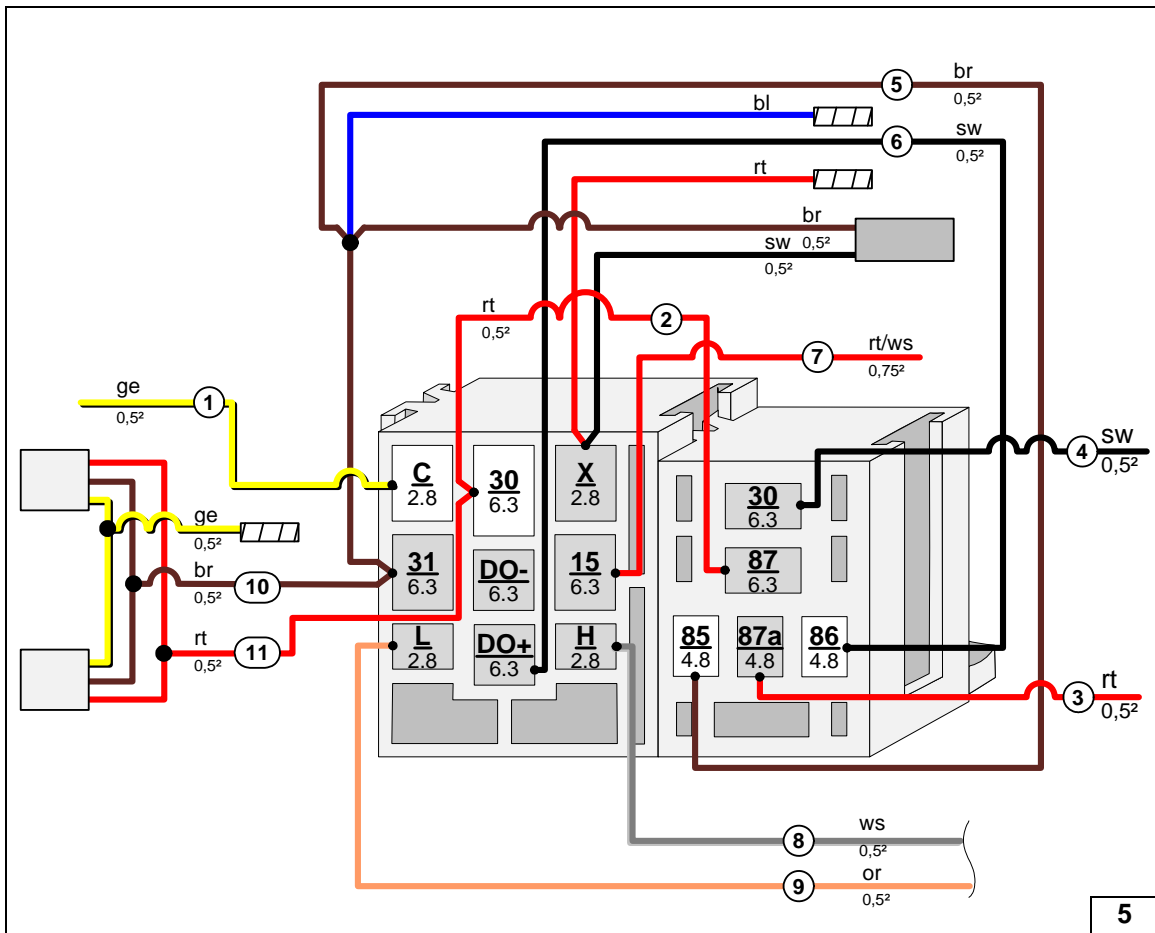 5 br
0,5²
bl
6 sw
0,5²
rt
br
0,5²
sw
0,5²
rt
0,5²
2
7 rt/ws
0,75²
ge
0,5²
1
4 sw
0,5²
C
2.8
30
6.3
X
2.8
30
6.3
ge
0,5²
31
6.3
DO-
6.3
15
6.3
87
6.3
br
0,5²
10
L
2.8
DO+
6.3
H
2.8
85
4.8
87a
4.8
86
4.8
rt
0,5²
11
3 rt
0,5²
8 ws
0,5²
9 or
0,5²
5